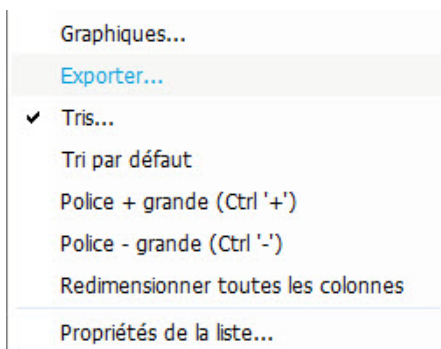 Graphiques...
Exporter...
Tris...
Tri par défaut
Police + grande (Ctrl '+')
Police - grande (Ctrl '-')
Redimensionner toutes les colonnes
Propriétés de la liste...